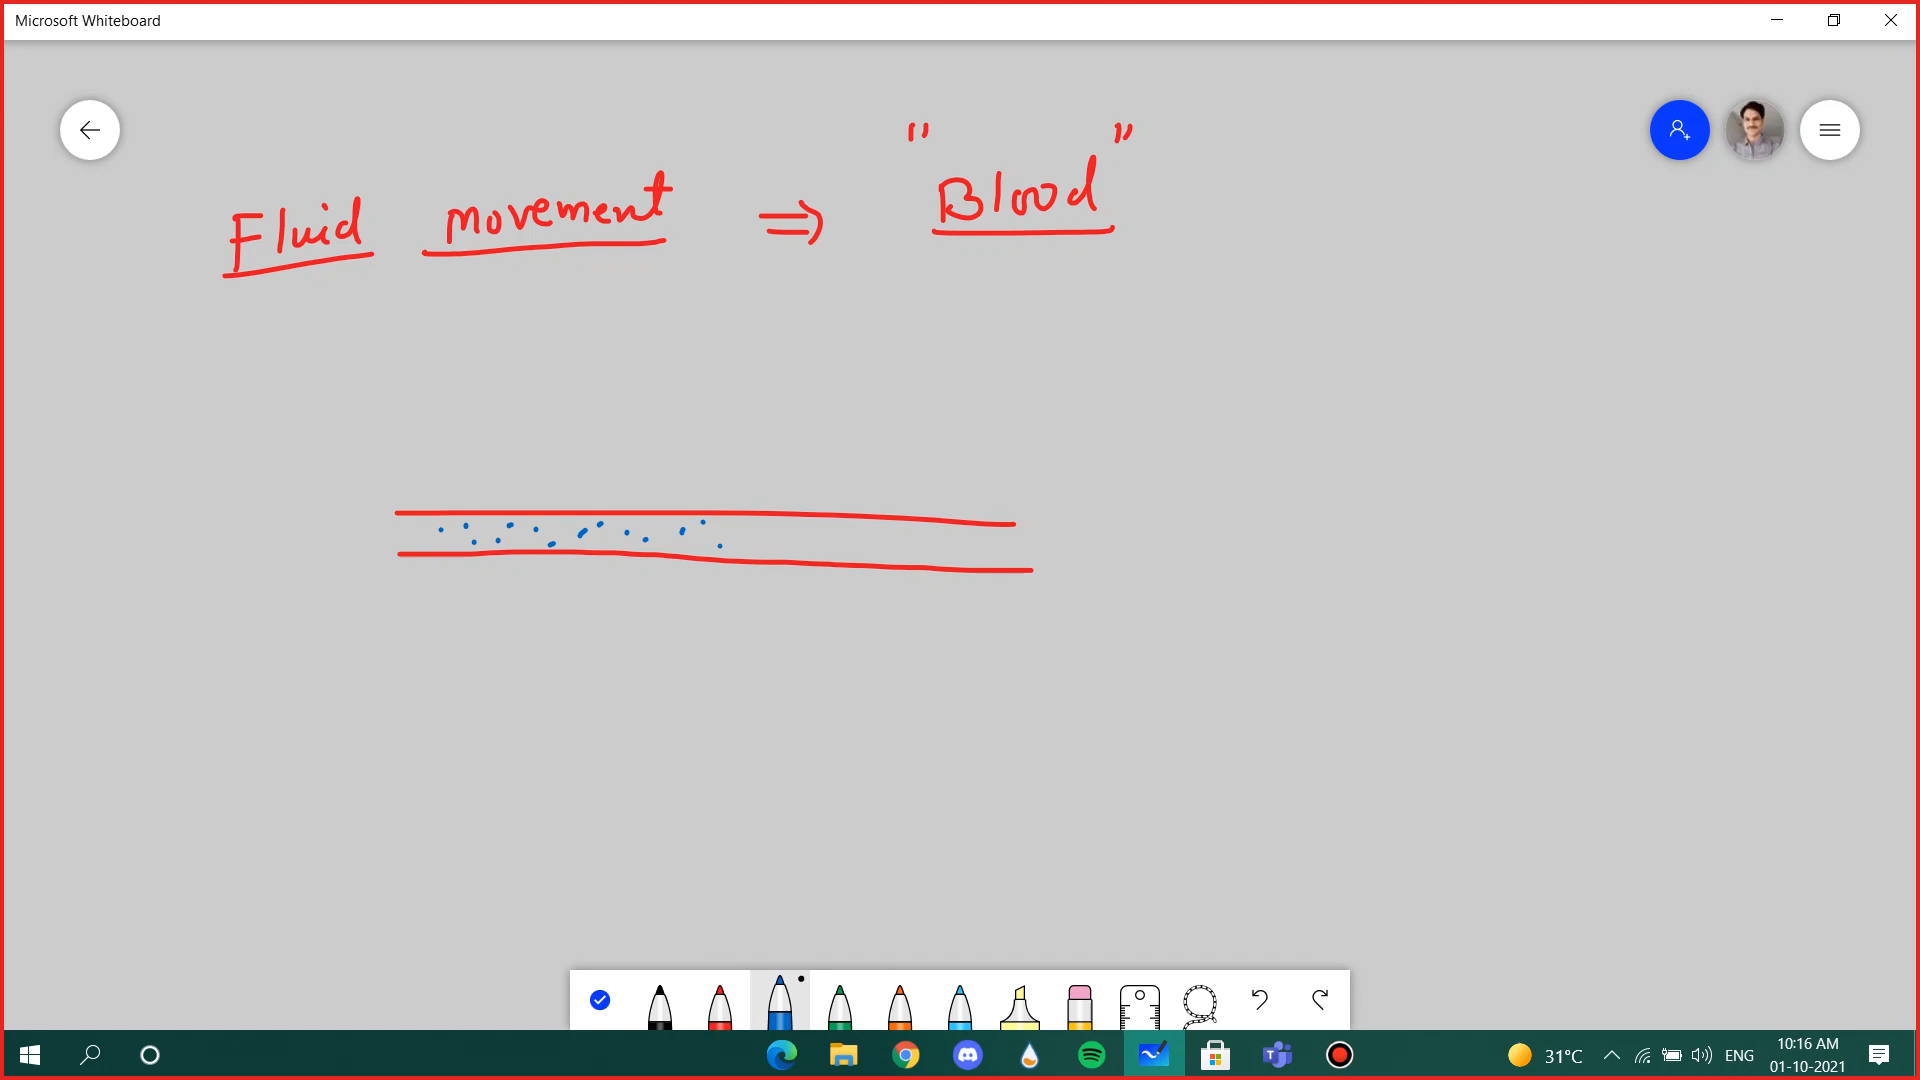 Microsoft Whiteboard
Fluid movement ⇒ "Blood"
31°C
ENG
10:16 AM
01-10-2021